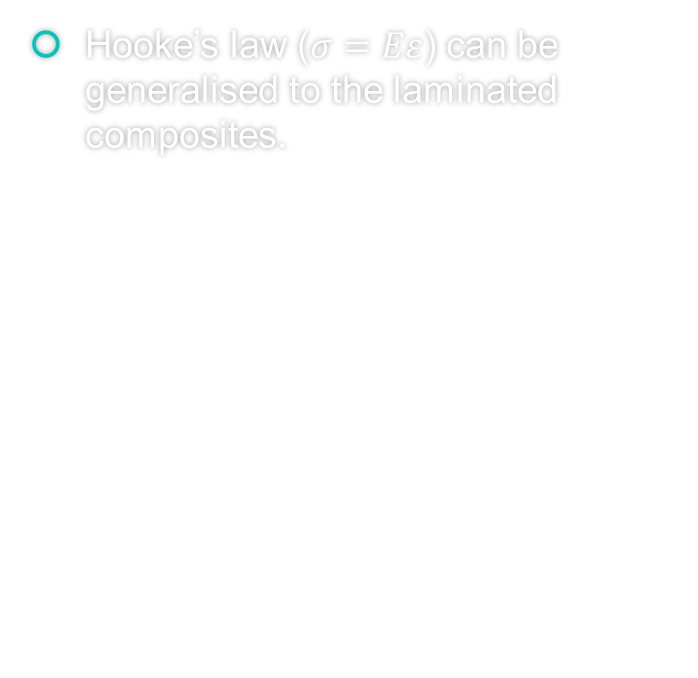 Hooke’s law (𝜎 = 𝐸𝜀) can be
generalised to the laminated
composites.